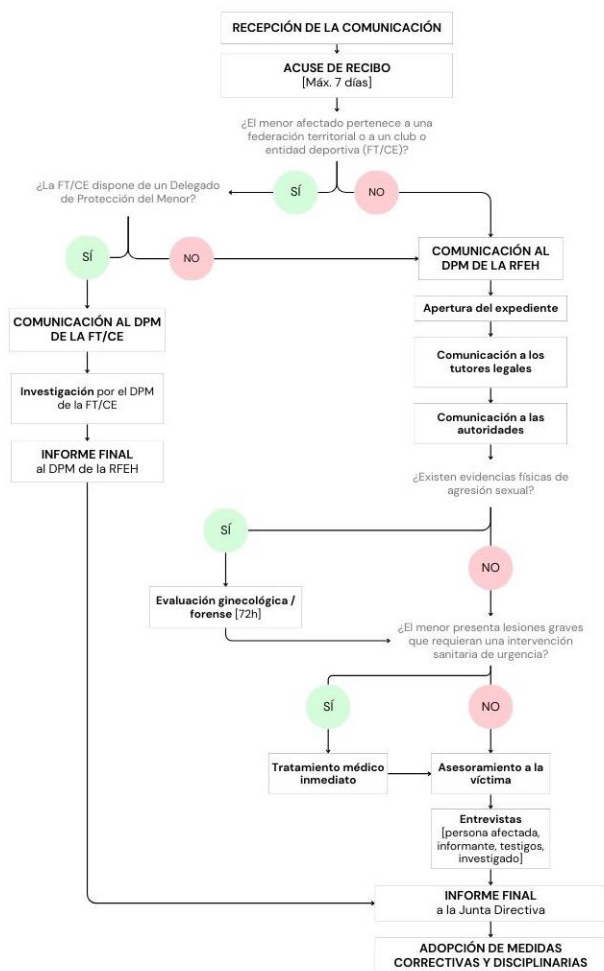 RECEPCIÓN DE LA COMUNICACIÓN
ACUSE DE RECIBO
[Máx. 7 días]
¿El menor afectado pertenece a una
federación territorial o a un club o
entidad deportiva (FT/CE)?
¿La FT/CE dispone de un Delegado
de Protección del Menor?
SÍ
NO
SÍ
NO
COMUNICACIÓN AL
DPM DE LA RFEH
Apertura del expediente
COMUNICACIÓN AL DPM
DE LA FT/CE
Comunicación a los
tutores legales
Investigación por el DPM
de la FT/CE
Comunicación a las
autoridades
INFORME FINAL
al DPM de la RFEH
¿Existen evidencias físicas de
agresión sexual?
SÍ
NO
Evaluación ginecológica /
forense [72h]
¿El menor presenta lesiones graves
que requieran una intervención
sanitaria de urgencia?
SÍ
NO
Tratamiento médico
inmediato
Asesoramiento a la
víctima
Entrevistas
[persona afectada,
informante, testigos,
investigado]
INFORME FINAL
a la Junta Directiva
ADOPCIÓN DE MEDIDAS
CORRECTIVAS Y DISCIPLINARIAS